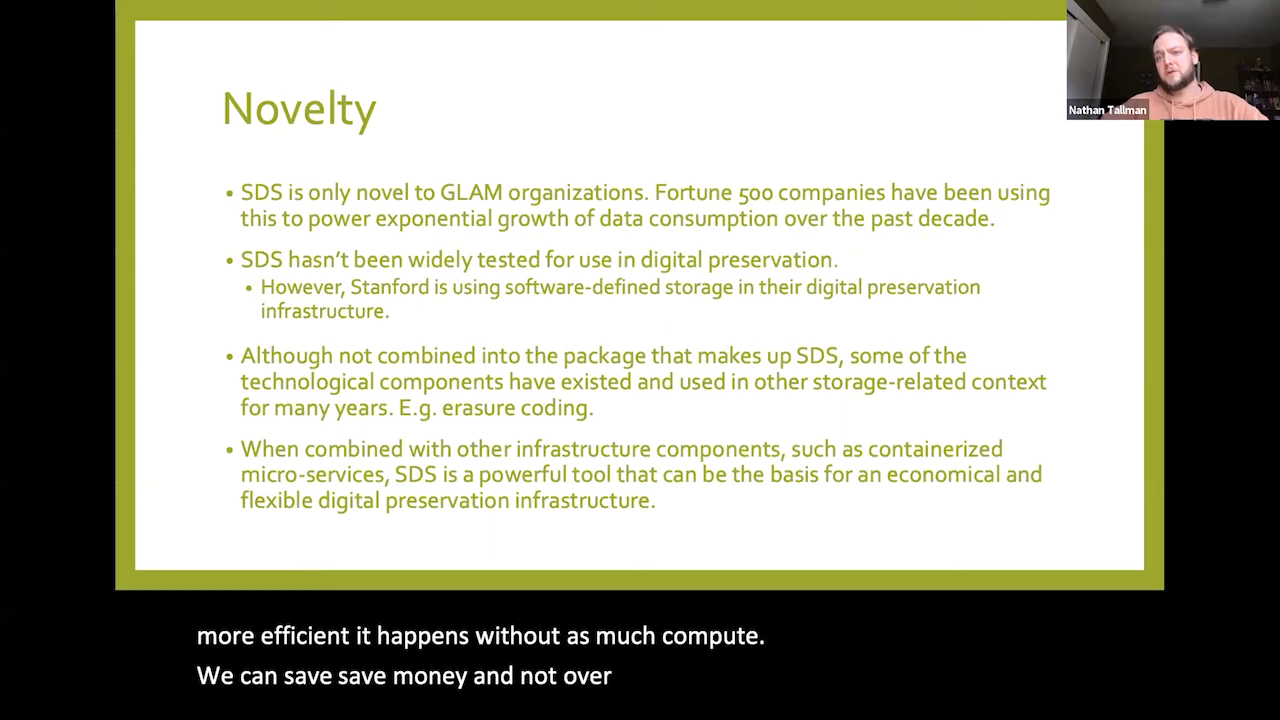 Nathan Tallman
Novelty
• SDS is only novel to GLAM organizations. Fortune 500 companies have been using
this to power exponential growth of data consumption over the past decade.
• SDS hasn't been widely tested for use in digital preservation.
• However, Stanford is using software-defined storage in their digital preservation
infrastructure.
• Although not combined into the package that makes up SDS, some of the
technological components have existed and used in other storage-related context
for many years. E.g. erasure coding.
• When combined with other infrastructure components, such as containerized
micro-services, SDS is a powerful tool that can be the basis for an economical and
flexible digital preservation infrastructure.
more efficient it happens without as much compute.
We can save save money and not over